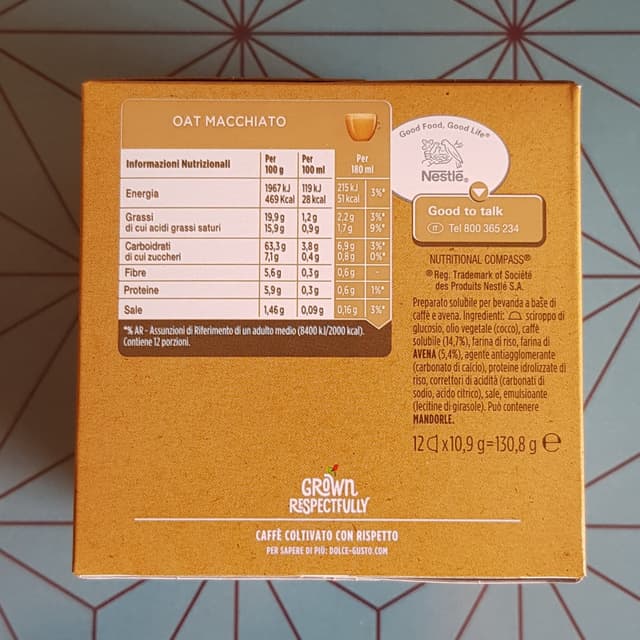 OAT MACCHIATO
Informazioni Nutrizionali Per 100 g Per 100 ml Per 180 ml
Energia 1967 kJ 119 kJ 215 kJ 3%*
469 Kcal 28 kcal 51 kcal
Grassi 19,9 g 1,2 g 2,2 g 3%*
di cui acidi grassi saturi 15,9 g 0,9 g 1,7 g 9%*
Carboidrati 63,3 g 3,8 g 6,9 g 3%*
di cui zuccheri 7,1 g 0,4 g 0,8 g 0%*
Fibre 5,6 g 0,3 g 0,6 g -
Proteine 5,9 g 0,3 g 0,6 g 1%*
Sale 1,46 g 0,09 g 0,16 g 3%*
*% AR - Assunzioni di Riferimento di un adulto medio (8400 kJ/2000 kcal).
Contiene 12 porzioni.
Good Food, Good Life®
Nestlé®
Good to talk
IT Tel 800 365 234
NUTRITIONAL COMPASS®
® Reg. Trademark of Société
des Produits Nestlé S.A.
Preparato solubile per bevanda a base di
caffè e avena. Ingredienti: sciroppo di
glucosio, olio vegetale (cocco), caffè
solubile (14,7%), farina di riso, farina di
AVENA (5,4%), agente antiagglomerante
(carbonato di calcio), proteine idrolizzate di
riso, correttori di acidità (carbonati di
sodio, acido citrico), sale, emulsionante
(lecitine di girasole). Può contenere
MANDORLE.
12 x10,9 g=130,8 g ℮
GROWN
RESPECTFULLY
CAFFÈ COLTIVATO CON RISPETTO
PER SAPERE DI PIÙ: DOLCE-GUSTO.COM